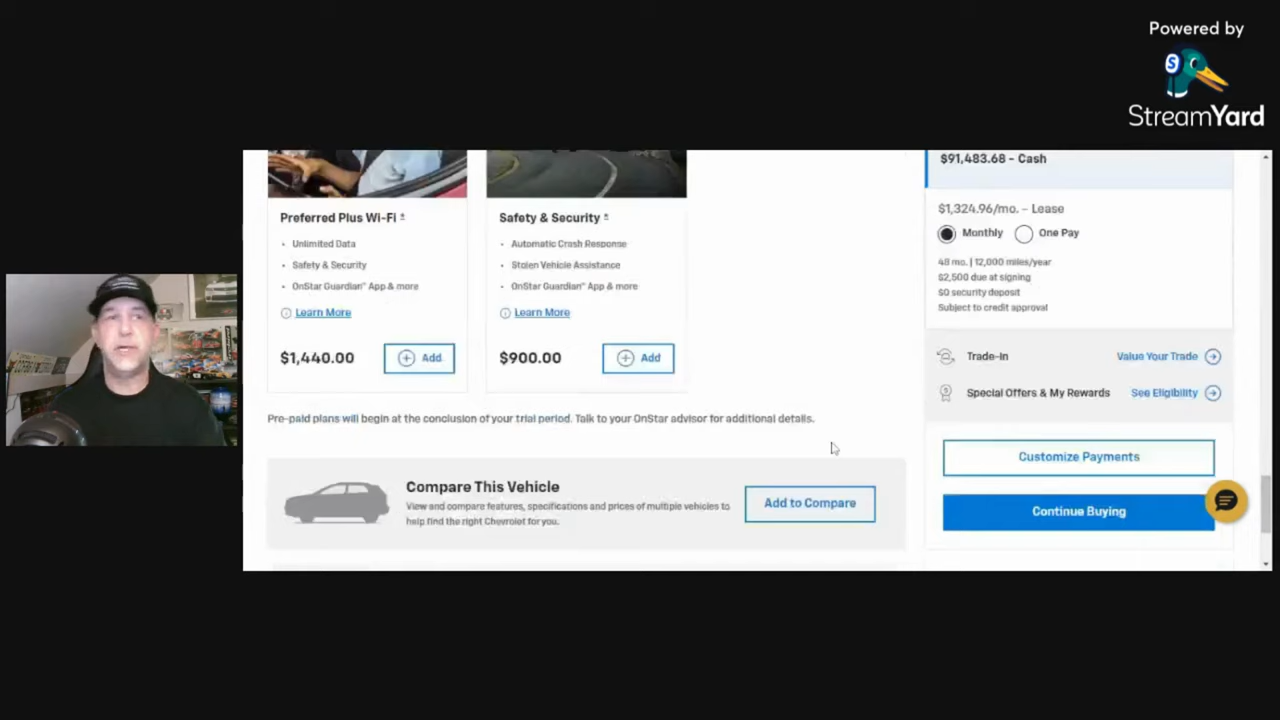 Powered by
StreamYard
Preferred Plus Wi-Fi
Unlimited Data
Safety & Security
OnStar Guardian™ App & more
Learn More
$1,440.00
Add
Safety & Security
Automatic Crash Response
Stolen Vehicle Assistance
OnStar Guardian™ App & more
Learn More
$900.00
Add
Pre-paid plans will begin at the conclusion of your trial period. Talk to your OnStar advisor for additional details.
Compare This Vehicle
View and compare features, specifications and prices of multiple vehicles to
help find the right Chevrolet for you.
Add to Compare
$91,483.68 - Cash
$1,324.96/mo. - Lease
Monthly
One Pay
48 mo. | 12,000 miles/year
$2,500 due at signing
$0 security deposit
Subject to credit approval
Trade-In
Value Your Trade
Special Offers & My Rewards
See Eligibility
Customize Payments
Continue Buying